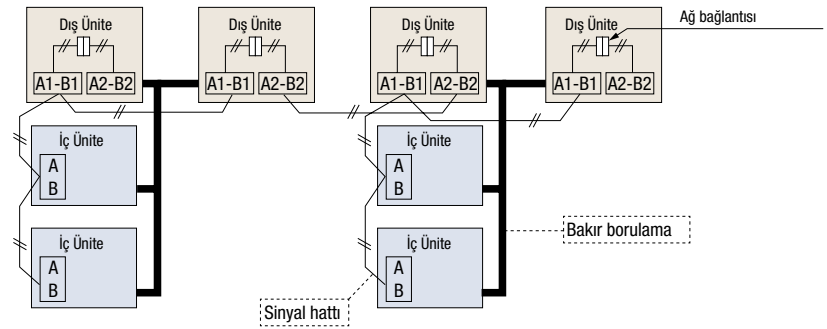 Dış Ünite
Dış Ünite
Dış Ünite
Dış Ünite
Ağ bağlantısı
A1-B1 A2-B2
A1-B1 A2-B2
A1-B1 A2-B2
A1-B1 A2-B2
İç Ünite
A
B
İç Ünite
A
B
Bakır borulama
İç Ünite
A
B
İç Ünite
A
B
Sinyal hattı